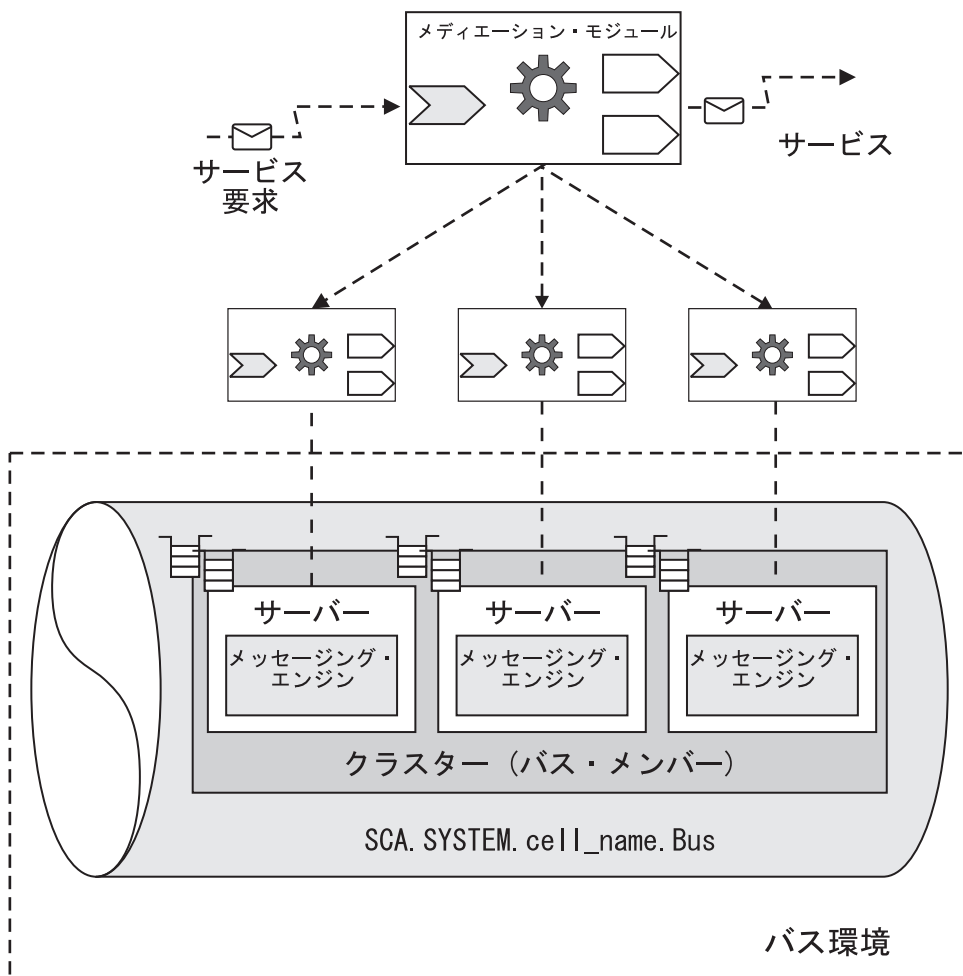 メディエーション・モジュール
サービス
要求
サービス
サーバー
メッセージング・
エンジン
サーバー
メッセージング・
エンジン
サーバー
メッセージング・
エンジン
クラスター（バス・メンバー）
SCA.SYSTEM.cell_name.Bus
バス環境